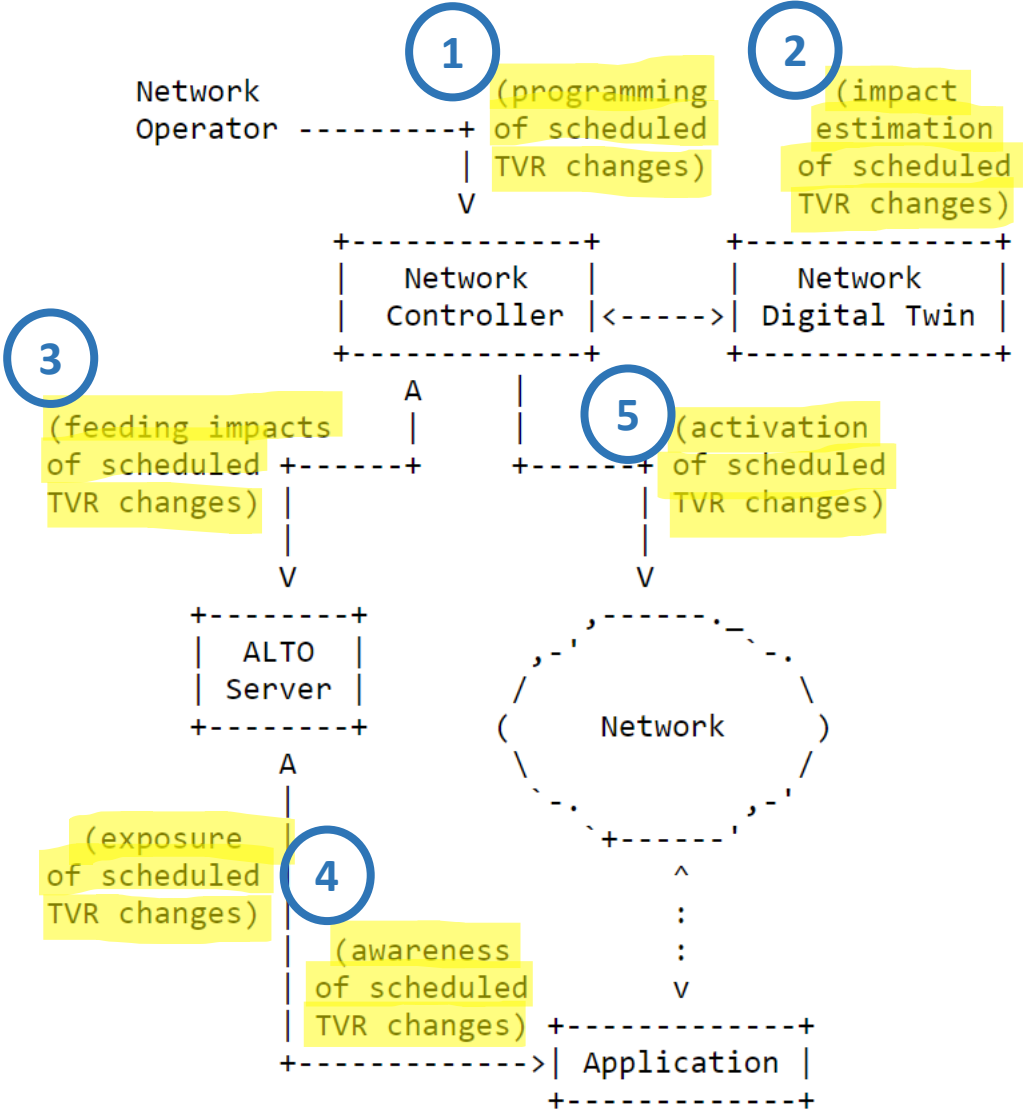 1
2
Network
Operator
(programming
of scheduled
TVR changes)
(impact
estimation
of scheduled
TVR changes)
Network
Controller
Network
Digital Twin
3
(feeding impacts
of scheduled
TVR changes)
5
(activation
of scheduled
TVR changes)
ALTO
Server
Network
(exposure
of scheduled
TVR changes)
4
(awareness
of scheduled
TVR changes)
Application